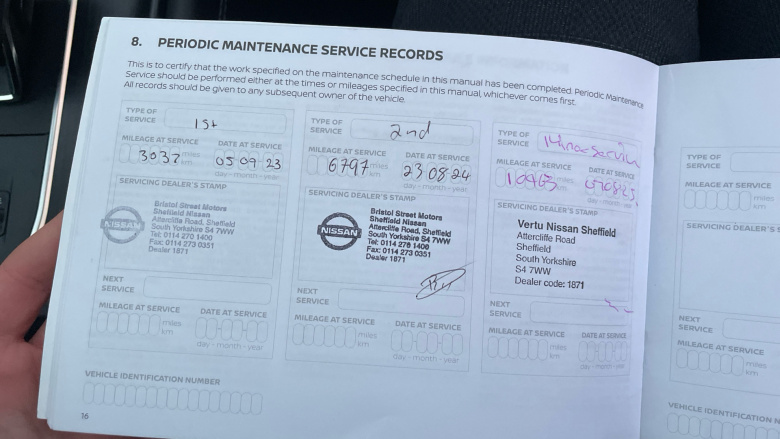 8. PERIODIC MAINTENANCE SERVICE RECORDS
This is to certify that the work specified on the maintenance schedule in this manual has been completed. Periodic Maintenance
Service should be performed either at the times or mileages specified in this manual, whichever comes first.
All records should be given to any subsequent owner of the vehicle.
TYPE OF
SERVICE
1st
MILEAGE AT SERVICE DATE AT SERVICE
3037 miles
km
05 09 23
day - month - year
SERVICING DEALER'S STAMP
NISSAN
Bristol Street Motors
Sheffield Nissan
Attercliffe Road, Sheffield
South Yorkshire S4 7WW
Tel: 0114 270 1400
Fax: 0114 273 0351
Dealer 1871
NEXT
SERVICE
MILEAGE AT SERVICE DATE AT SERVICE
miles
km
day - month - year
VEHICLE IDENTIFICATION NUMBER
16
TYPE OF
SERVICE
2nd
MILEAGE AT SERVICE DATE AT SERVICE
6797 miles
km
23 08 24
day - month - year
SERVICING DEALER'S STAMP
NISSAN
Bristol Street Motors
Sheffield Nissan
Attercliffe Road, Sheffield
South Yorkshire S4 7WW
Tel: 0114 270 1400
Fax: 0114 273 0351
Dealer 1871
NEXT
SERVICE
MILEAGE AT SERVICE DATE AT SERVICE
miles
km
day - month - year
TYPE OF
SERVICE
MILEAGE AT SERVICE DATE AT SERVICE
miles
km
day - month - year
SERVICING DEALER'S STAMP
Vertu Nissan Sheffield
Attercliffe Road
Sheffield
South Yorkshire
S4 7WW
Dealer code: 1871
NEXT
SERVICE
MILEAGE AT SERVICE DATE AT SERVICE
miles
km
day - month - year
TYPE OF
SERVICE
MILEAGE AT SERVICE
miles
km
SERVICING DEALER'S S
NEXT
SERVICE
MILEAGE AT SERVICE
miles
km
VEHICLE IDENTIFICATION N